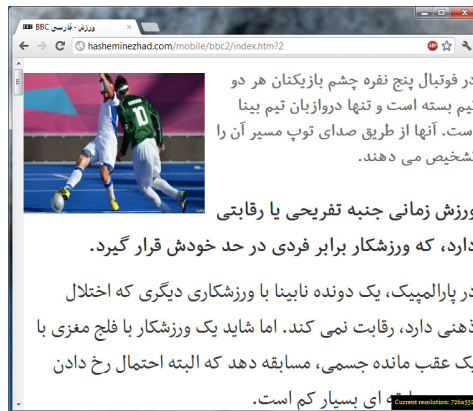 ورزش - فارسی BBC
hasheminezhad.com/mobile/bbc2/index.htm?2
در فوتبال پنج نفره چشم بازیکنان هر دو
تیم بسته است و تنها دروازبان تیم بینا
است. آنها از طریق صدای توپ مسیر آن را
تشخیص می دهند.
10
ورزش زمانی جنبه تفریحی یا رقابتی
دارد، که ورزشکار برابر فردی در حد خودش قرار گیرد.
در پارالمپیک، یک دونده نابینا با ورزشکاری دیگری که اختلال
ذهنی دارد، رقابت نمی کند. اما شاید یک ورزشکار با فلج مغزی با
یک عقب مانده جسمی، مسابقه دهد که البته احتمال رخ دادن
ای بسیار کم است.
Current resolution: 726x55